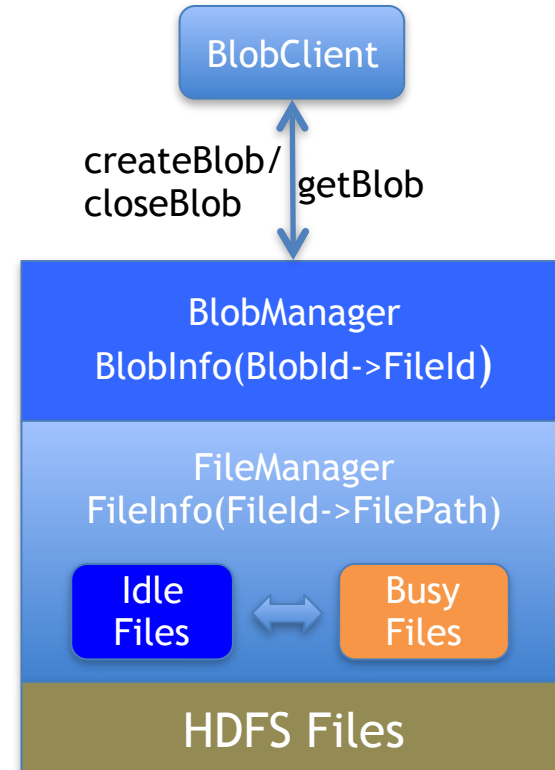 BlobClient
createBlob/
closeBlob
getBlob
BlobManager
BlobInfo(BlobId->FileId)
FileManager
FileInfo(FileId->FilePath)
Idle
Files
Busy
Files
HDFS Files